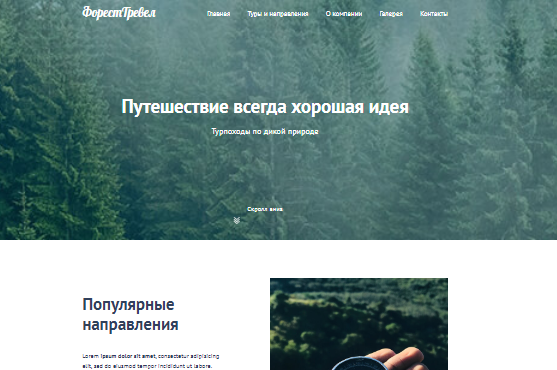 ФорестТревел
Главная Туры и направления О компании Галерея Контакты
Путешествие всегда хорошая идея
Турпоходы по дикой природе
Скролл вниз
Популярные
направления
Lorem ipsum dolor sit amet, consectetur adipisicing
elit, sed do eiusmod tempor incididunt ut labore.